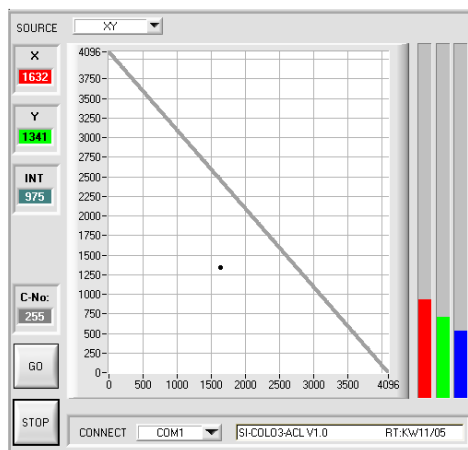 SOURCE XY
X
1632
Y
1341
INT
975
C-No:
255
GO
STOP
4096
3750
3500
3250
3000
2750
2500
2250
2000
1750
1500
1250
1000
750
500
250
0
0 500 1000 1500 2000 2500 3000 3500 4096
CONNECT COM1 SI-COLO3-ACL V1.0 RT:KW11/05